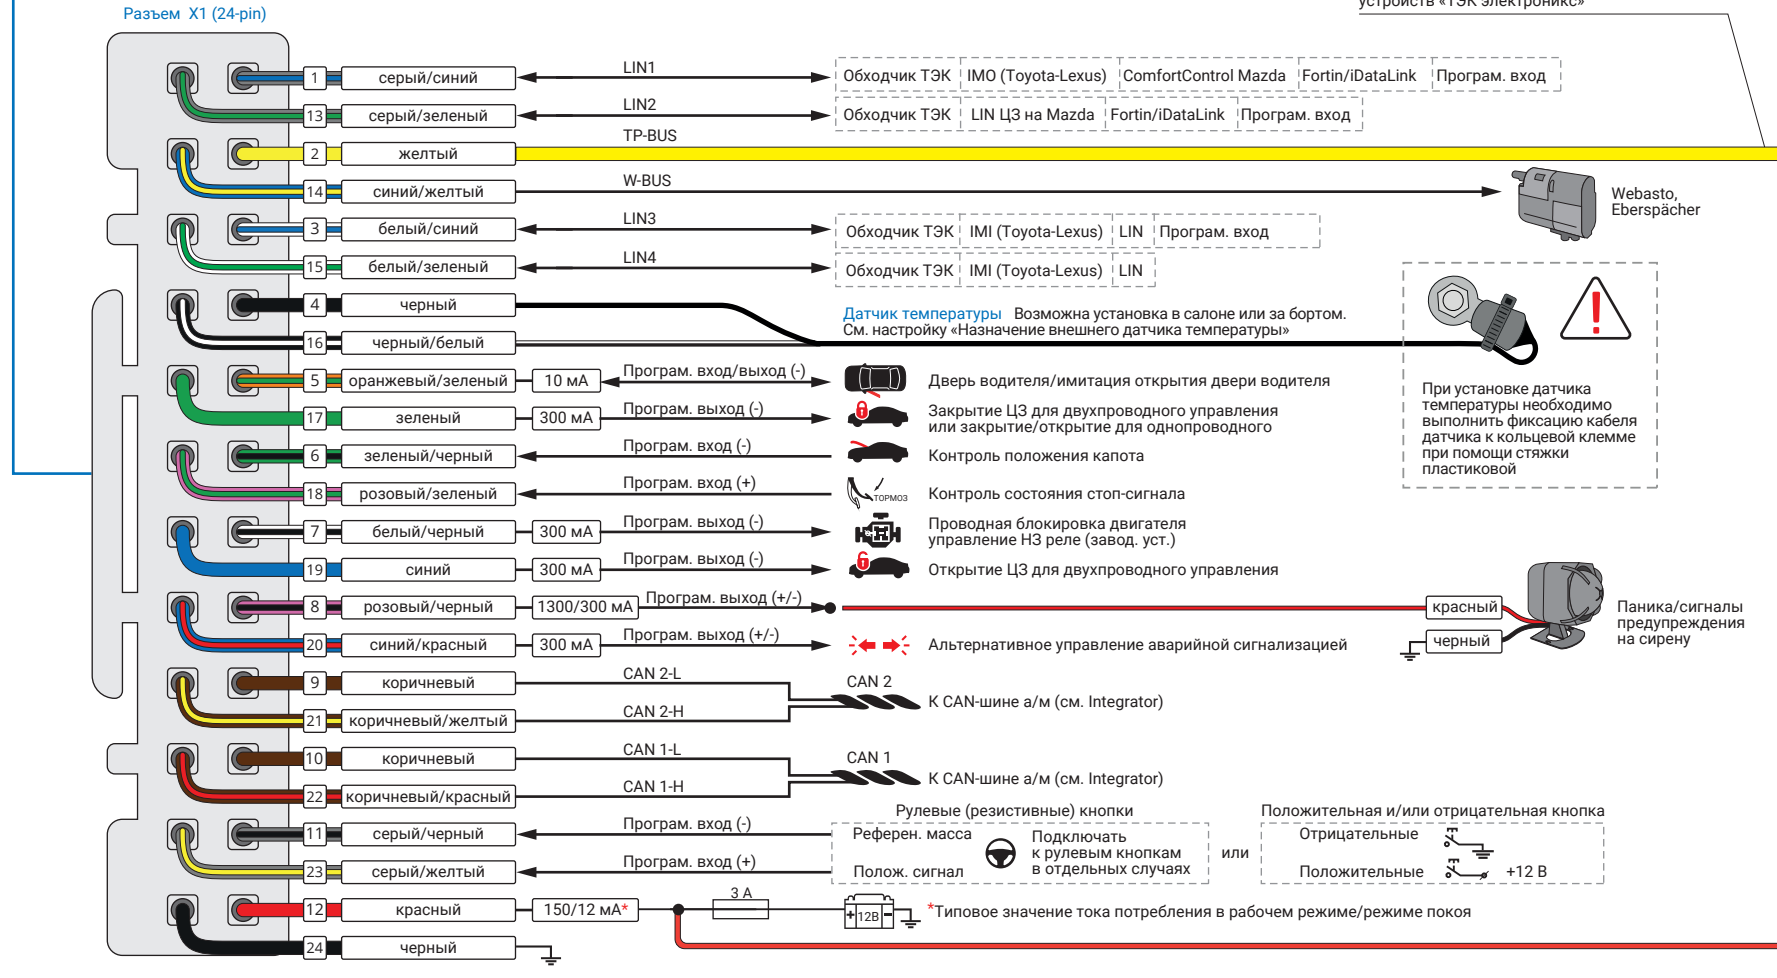 устройств «ТЭК электроникс»
Разъем X1 (24-pin)
1 серый/синий LIN1 Обходчик ТЭК IMO (Toyota-Lexus) ComfortControl Mazda Fortin/iDataLink Програм. вход
13 серый/зеленый LIN2 Обходчик ТЭК LIN ЦЗ на Mazda Fortin/iDataLink Програм. вход
2 желтый TP-BUS
14 синий/желтый W-BUS
Webasto,
Eberspächer
3 белый/синий LIN3 Обходчик ТЭК IMI (Toyota-Lexus) LIN Програм. вход
15 белый/зеленый LIN4 Обходчик ТЭК IMI (Toyota-Lexus) LIN
4 черный
Датчик температуры Возможна установка в салоне или за бортом.
См. настройку «Назначение внешнего датчика температуры»
16 черный/белый
!
При установке датчика
температуры необходимо
выполнить фиксацию кабеля
датчика к кольцевой клемме
при помощи стяжки
пластиковой
5 оранжевый/зеленый 10 мА Програм. вход/выход (-) Дверь водителя/имитация открытия двери водителя
17 зеленый 300 мА Програм. выход (-)
Закрытие ЦЗ для двухпроводного управления
или закрытие/открытие для однопроводного
6 зеленый/черный Програм. вход (-) Контроль положения капота
18 розовый/зеленый Програм. вход (+) ТОРМОЗ Контроль состояния стоп-сигнала
7 белый/черный 300 мА Програм. выход (-)
Проводная блокировка двигателя
управление НЗ реле (завод. уст.)
19 синий 300 мА Програм. выход (-) Открытие ЦЗ для двухпроводного управления
8 розовый/черный 1300/300 мА Програм. выход (+/-) красный
черный
Паника/сигналы
предупреждения
на сирену
20 синий/красный 300 мА Програм. выход (+/-) Альтернативное управление аварийной сигнализацией
9 коричневый CAN 2-L
CAN 2
К CAN-шине а/м (см. Integrator)
21 коричневый/желтый CAN 2-H
10 коричневый CAN 1-L
CAN 1
К CAN-шине а/м (см. Integrator)
22 коричневый/красный CAN 1-H
Рулевые (резистивные) кнопки
Положительная и/или отрицательная кнопка
11 серый/черный Програм. вход (-) Референ. масса
Подключать
к рулевым кнопкам
в отдельных случаях
или
Отрицательные
23 серый/желтый Програм. вход (+) Полож. сигнал
Положительные +12 В
12 красный 150/12 мА* 3 А + 12В − *Типовое значение тока потребления в рабочем режиме/режиме покоя
24 черный